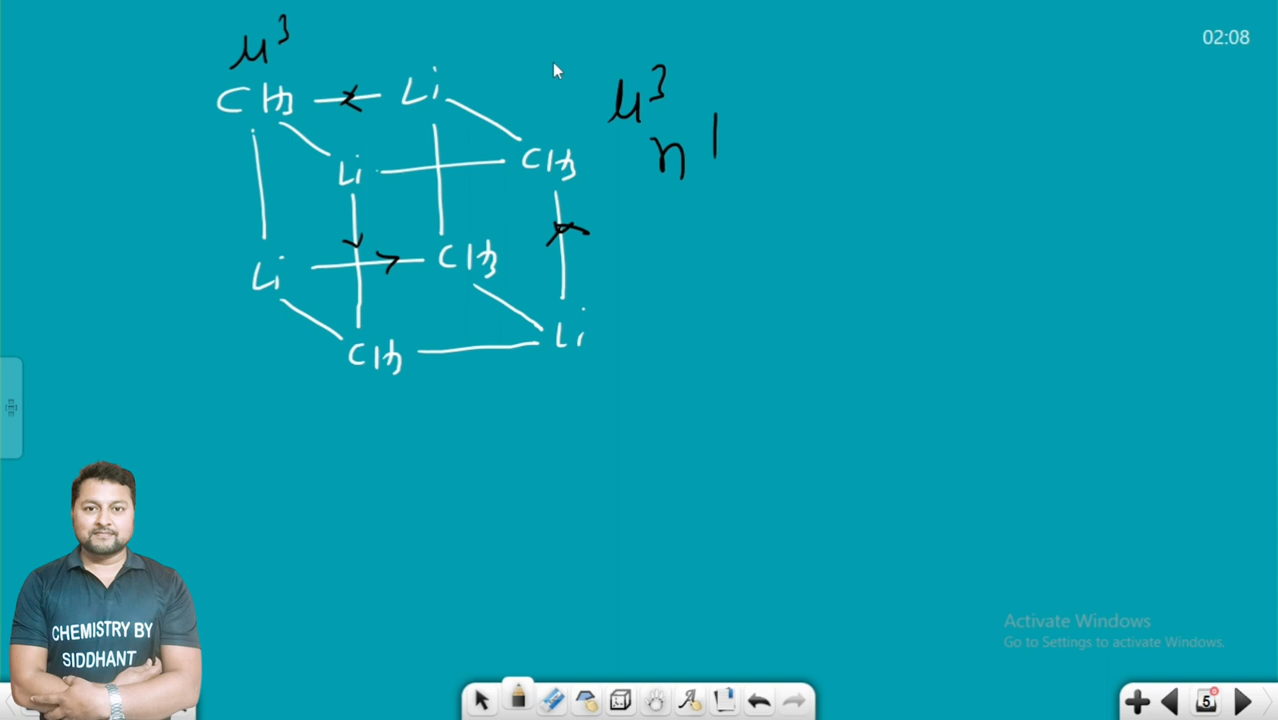 μ³
02:08
CH₃ Li μ³
η¹
Li CH₃
Li CH₃
CH₃ Li
CHEMISTRY BY
SIDDHANT
Activate Windows
Go to Settings to activate Windows.
5